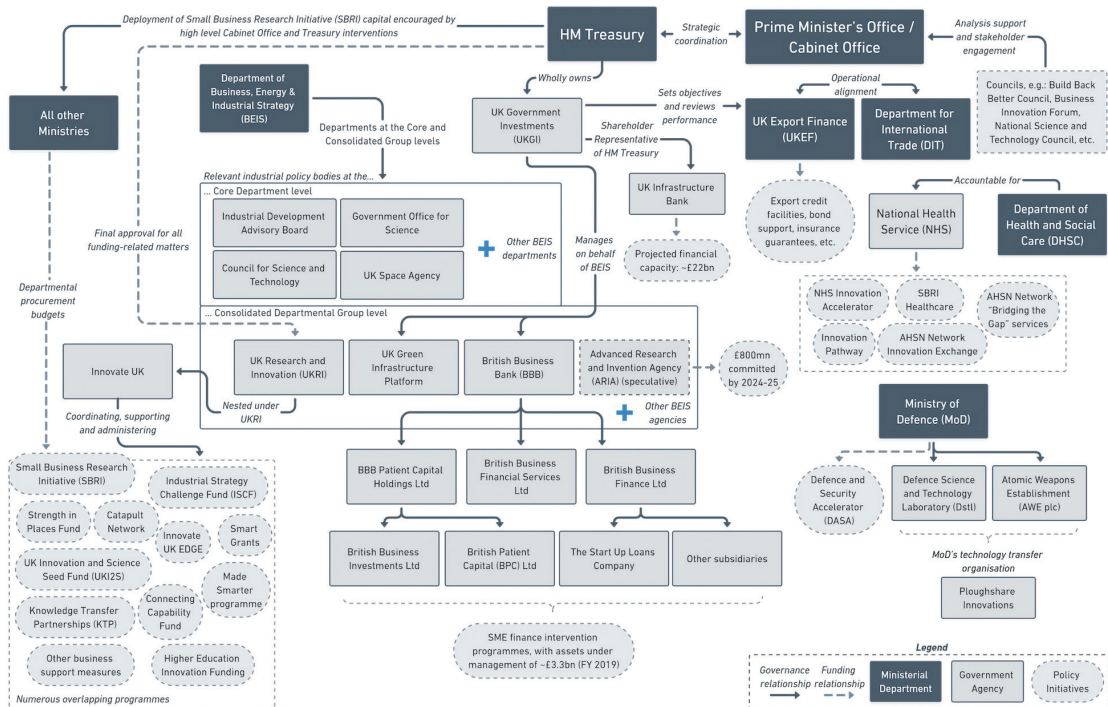 Deployment of Small Business Research Initiative (SBRI) capital encouraged by
high level Cabinet Office and Treasury interventions
HM Treasury
Strategic
coordination
Prime Minister's Office /
Cabinet Office
Analysis support
and stakeholder
engagement
Wholly owns
Department of
Business, Energy &
Industrial Strategy
(BEIS)
All other
Ministries
Departments at the Core and
Consolidated Group levels
UK Government
Investments
(UKGI)
Sets objectives and reviews
performance
Shareholder
Representative
of HM Treasury
Operational
alignment
UK Export Finance
(UKEF)
Department for
International
Trade (DIT)
Councils, e.g.: Build Back
Better Council, Business
Innovation Forum,
National Science and
Technology Council, etc.
Relevant industrial policy bodies at the...
... Core Department level
Industrial Development
Advisory Board
Government Office for
Science
Council for Science and
Technology
UK Space Agency
+
Other BEIS
departments
Final approval for all
funding-related matters
Departmental
procurement
budgets
Manages
on behalf
of BEIS
UK Infrastructure
Bank
Projected financial
capacity: ~£22bn
Export credit
facilities, bond
support, insurance
guarantees, etc.
Accountable for
National Health
Service (NHS)
Department of
Health and Social
Care (DHSC)
NHS Innovation
Accelerator
SBRI
Healthcare
AHSN Network
"Bridging the
Gap" services
Innovation
Pathway
AHSN Network
Innovation Exchange
... Consolidated Departmental Group level
UK Research and
Innovation (UKRI)
UK Green
Infrastructure
Platform
British Business
Bank (BBB)
Advanced Research
and Invention Agency
(ARIA) (speculative)
£800mn
committed
by 2024-25
+
Other BEIS
agencies
Innovate UK
Nested under
UKRI
Coordinating, supporting
and administering
Small Business Research
Initiative (SBRI)
Industrial Strategy
Challenge Fund (ISCF)
Strength in
Places Fund
Catapult
Network
Innovate
UK EDGE
Smart
Grants
UK Innovation and Science
Seed Fund (UKI2S)
Made
Smarter
programme
Knowledge Transfer
Partnerships (KTP)
Connecting
Capability
Fund
Other business
support measures
Higher Education
Innovation Funding
Numerous overlapping programmes
BBB Patient Capital
Holdings Ltd
British Business
Financial Services
Ltd
British Business
Finance Ltd
British Business
Investments Ltd
British Patient
Capital (BPC) Ltd
The Start Up Loans
Company
Other subsidiaries
SME finance intervention
programmes, with assets under
management of ~£3.3bn (FY 2019)
Ministry of
Defence (MoD)
Defence and
Security
Accelerator
(DASA)
Defence Science
and Technology
Laboratory (Dstl)
Atomic Weapons
Establishment
(AWE plc)
MoD's technology transfer
organisation
Ploughshare
Innovations
Legend
Governance
relationship
Funding
relationship
Ministerial
Department
Government
Agency
Policy
Initiatives